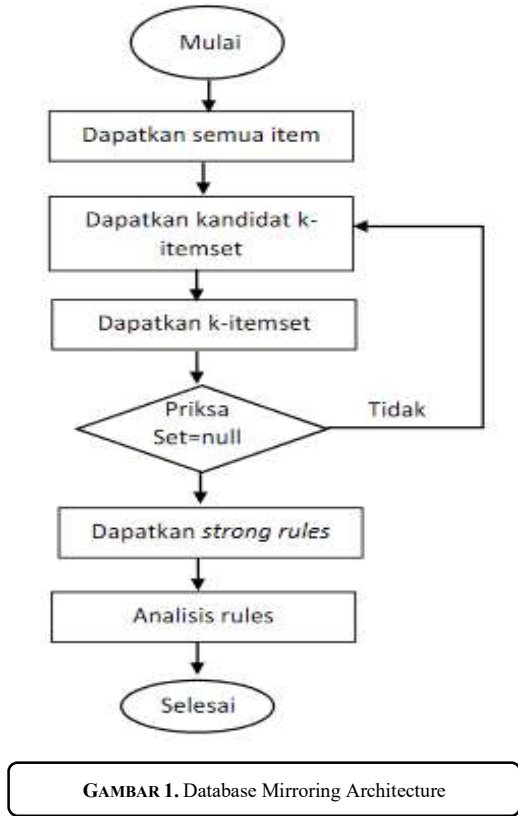 Mulai
Dapatkan semua item
Dapatkan kandidat k-
itemset
Dapatkan k-itemset
Priksa
Set=null
Tidak
Dapatkan strong rules
Analisis rules
Selesai
GAMBAR 1. Database Mirroring Architecture